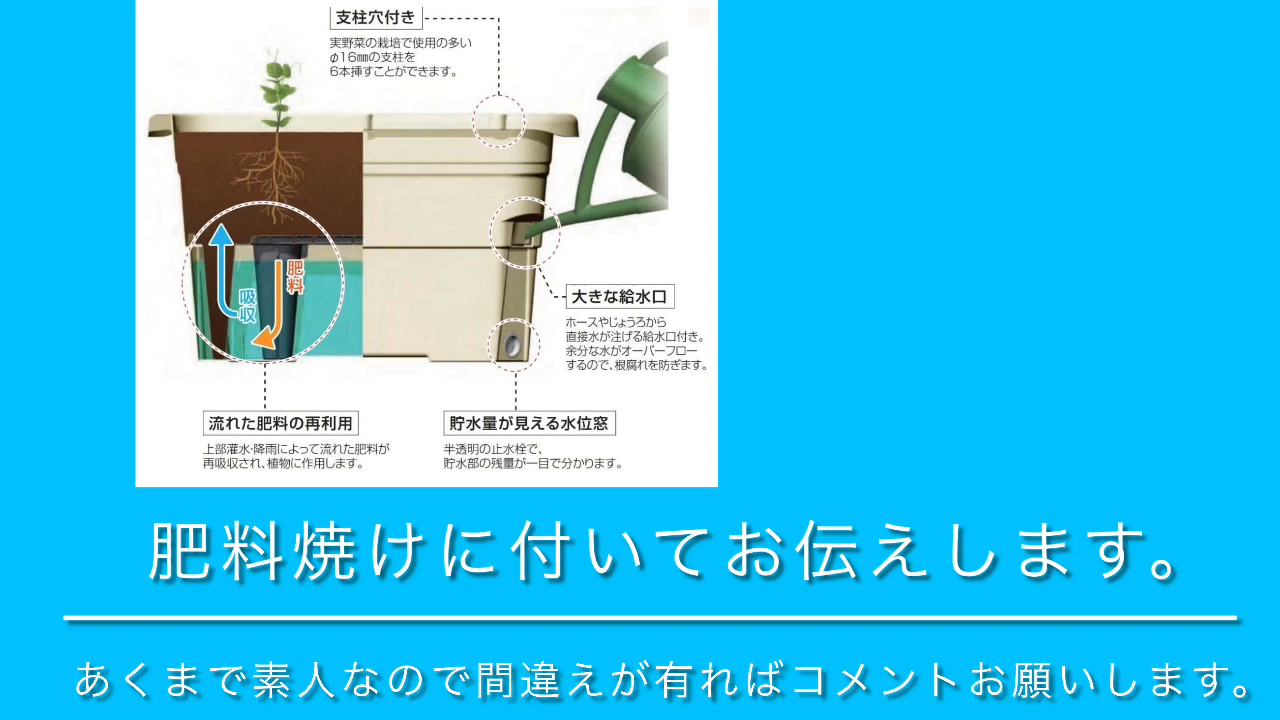 支柱穴付き
実野菜の栽培で使用の多い
φ16㎜の支柱を
6本挿すことができます。
肥料
吸収
大きな給水口
ホースやじょうろから
直接水が注げる給水口付き。
余分な水がオーバーフロー
するので、根腐れを防ぎます。
流れた肥料の再利用
上部灌水・降雨によって流れた肥料が
再吸収され、植物に作用します。
貯水量が見える水位窓
半透明の止水栓で、
貯水部の残量が一目で分かります。
肥料焼けに付いてお伝えします。
あくまで素人なので間違えが有ればコメントお願いします。